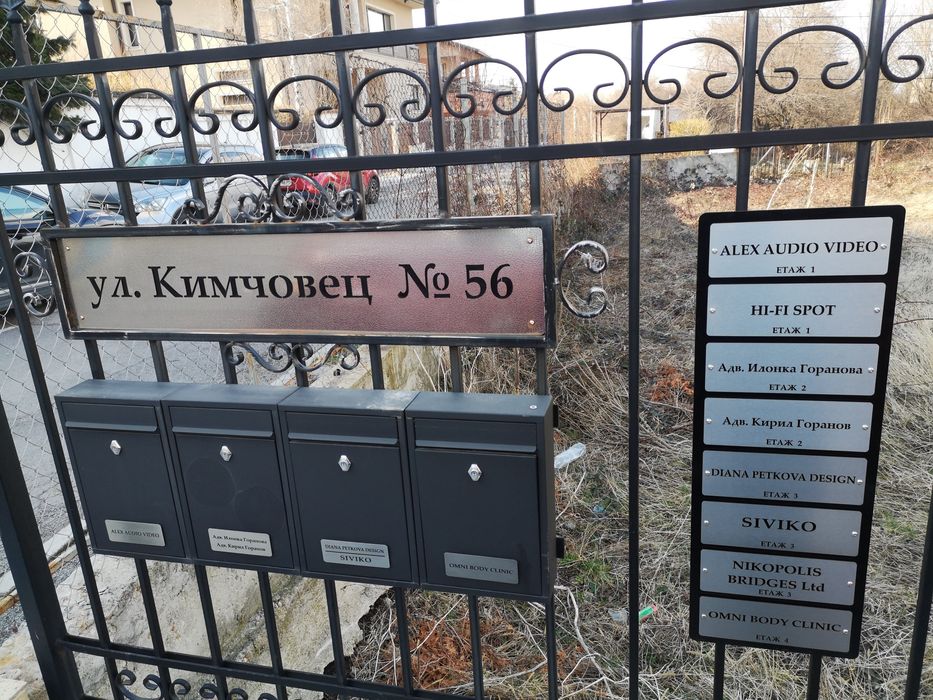 ул. Кимчовец № 56
ALEX AUDIO VIDEO
Адв. Илонка Горанова
Адв. Кирил Горанов
DIANA PETKOVA DESIGN
SIVIKO
OMNI BODY CLINIC
ALEX AUDIO VIDEO
ЕТАЖ 1
HI-FI SPOT
ЕТАЖ 1
Адв. Илонка Горанова
ЕТАЖ 2
Адв. Кирил Горанов
ЕТАЖ 2
DIANA PETKOVA DESIGN
ЕТАЖ 3
SIVIKO
ЕТАЖ 3
NIKOPOLIS
BRIDGES Ltd
ЕТАЖ 3
OMNI BODY CLINIC
ЕТАЖ 4